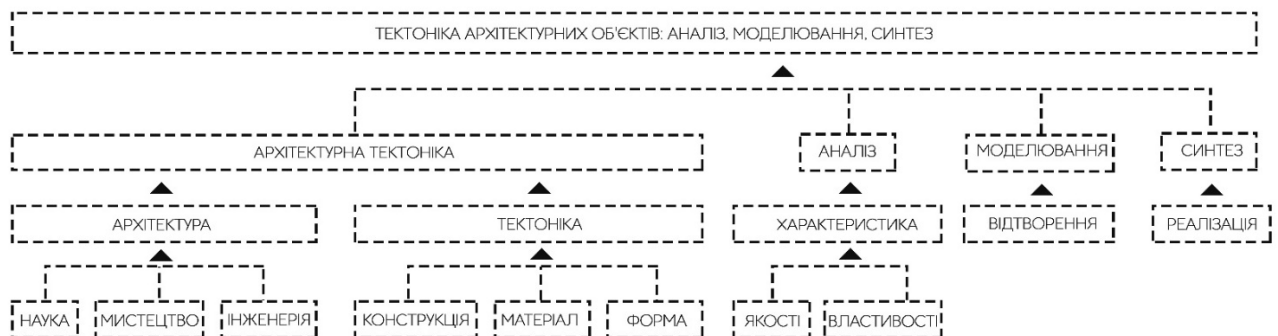 ТЕКТОНІКА АРХІТЕКТУРНИХ ОБ'ЄКТІВ: АНАЛІЗ, МОДЕЛЮВАННЯ, СИНТЕЗ
АРХІТЕКТУРНА ТЕКТОНІКА
АНАЛІЗ
МОДЕЛЮВАННЯ
СИНТЕЗ
АРХІТЕКТУРА
ТЕКТОНІКА
ХАРАКТЕРИСТИКА
ВІДТВОРЕННЯ
РЕАЛІЗАЦІЯ
НАУКА
МИСТЕЦТВО
ІНЖЕНЕРІЯ
КОНСТРУКЦІЯ
МАТЕРІАЛ
ФОРМА
ЯКОСТІ
ВЛАСТИВОСТІ